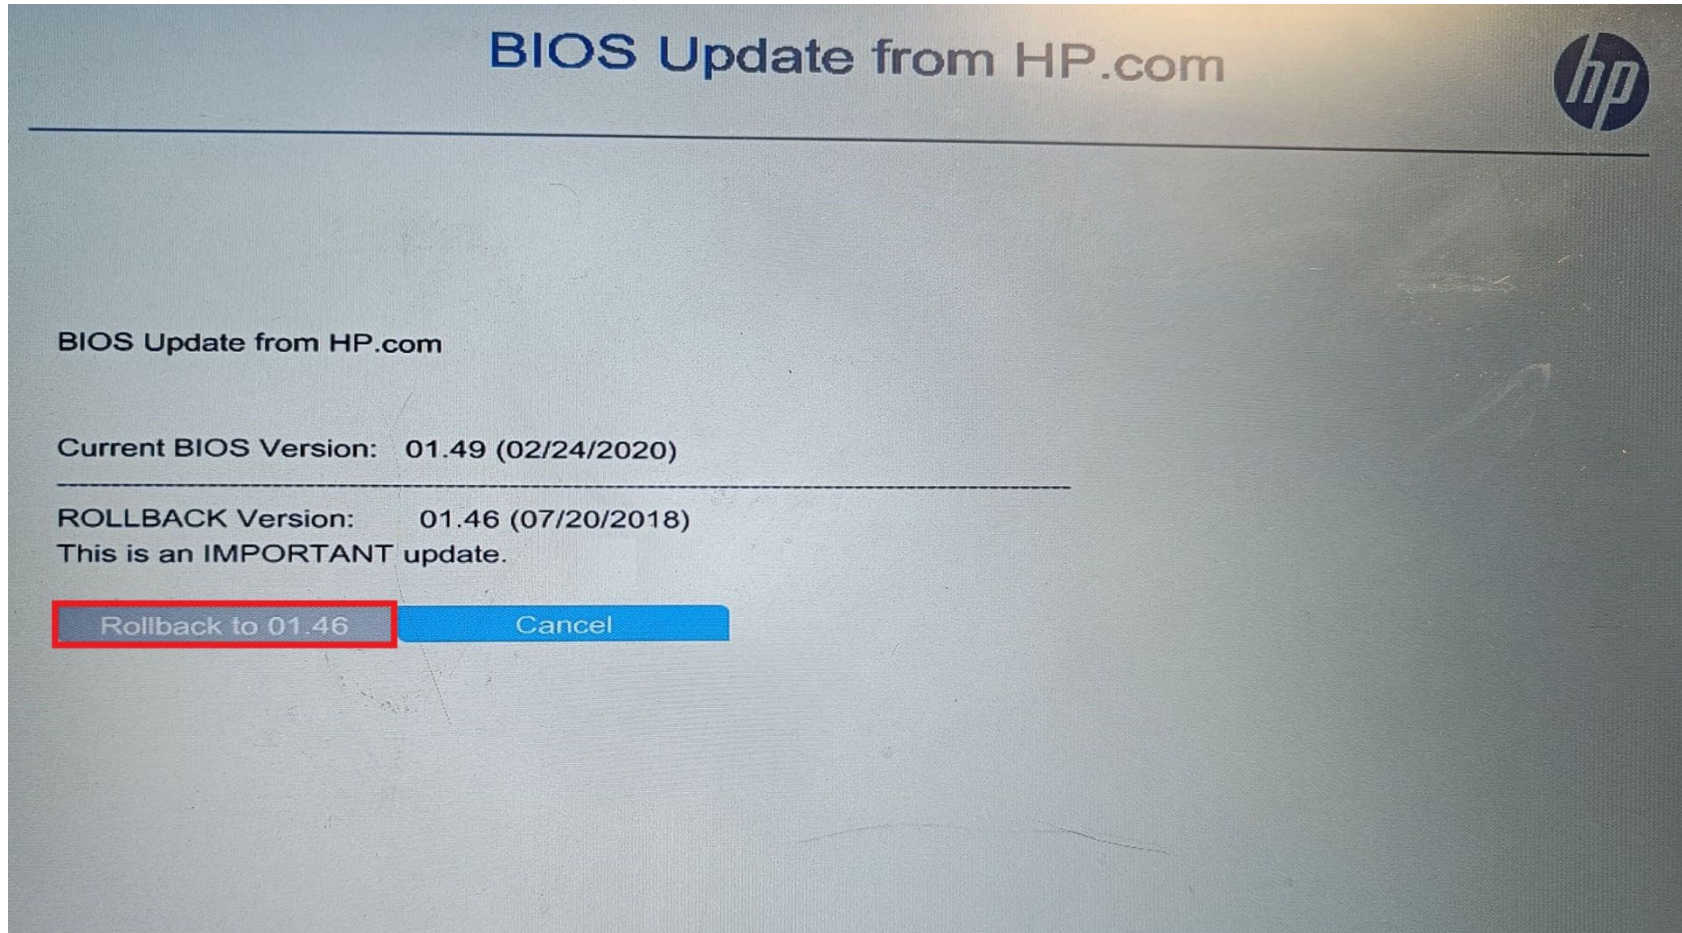 BIOS Update from HP.com
hp
BIOS Update from HP.com
Current BIOS Version: 01.49 (02/24/2020)
ROLLBACK Version: 01.46 (07/20/2018)
This is an IMPORTANT update.
Rollback to 01.46 Cancel